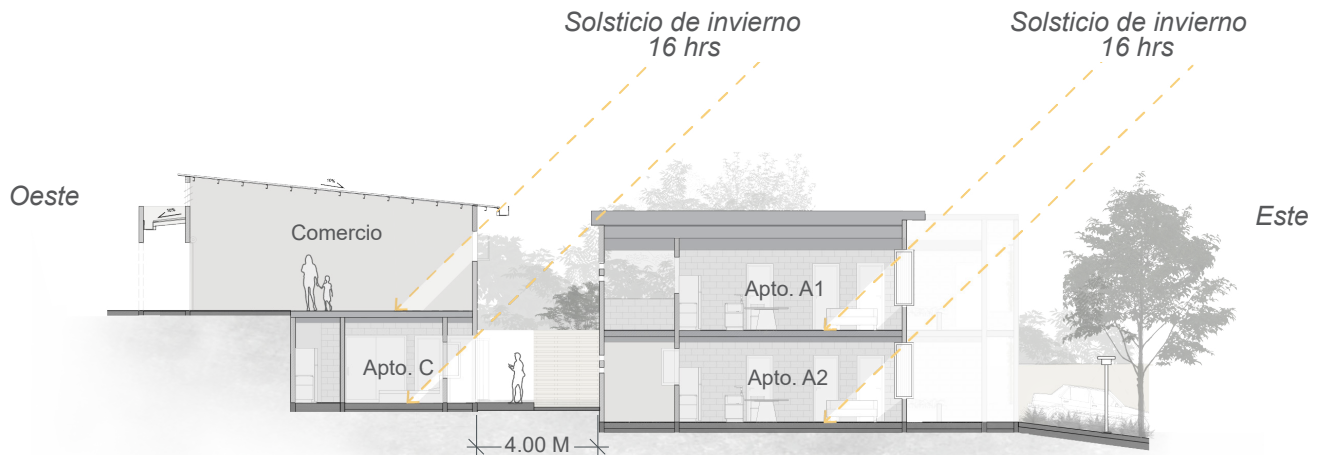 Solsticio de invierno
16 hrs
Solsticio de invierno
16 hrs
Oeste
Este
Comercio
Apto. A1
Apto. C
Apto. A2
4.00 M